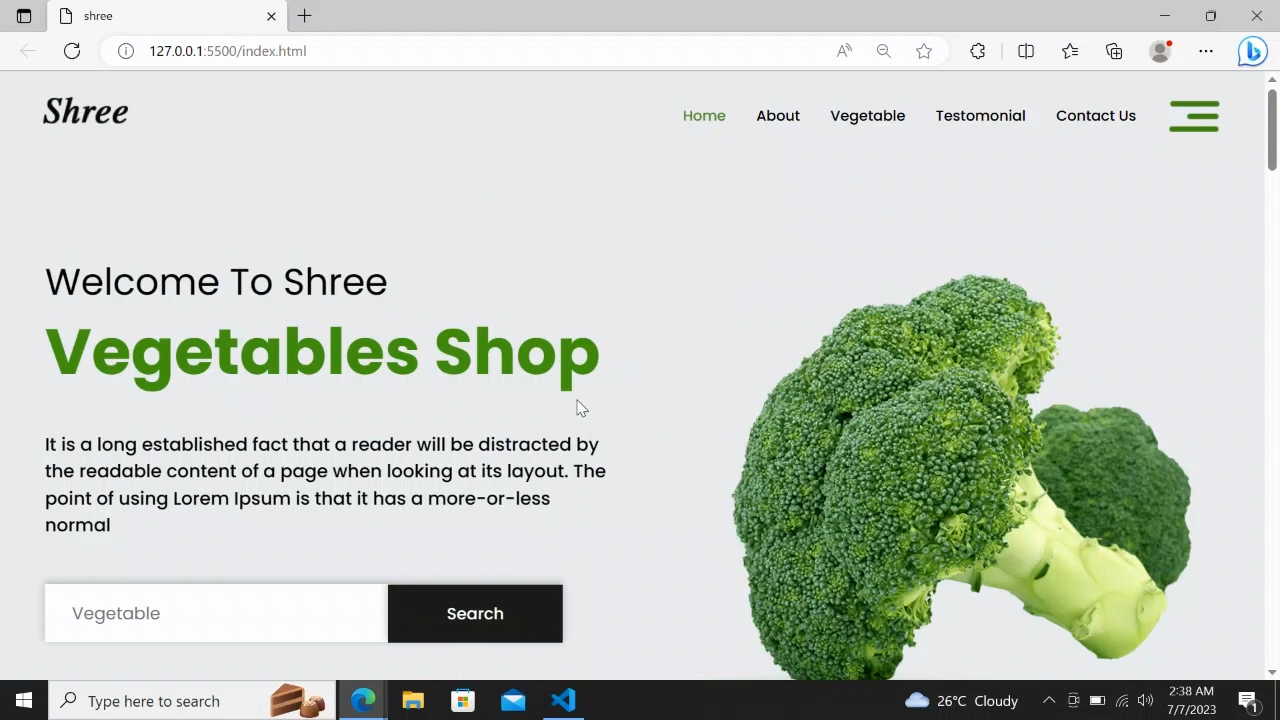 shree
127.0.0.1:5500/index.html
Shree
Home About Vegetable Testomonial Contact Us
Welcome To Shree
Vegetables Shop
It is a long established fact that a reader will be distracted by
the readable content of a page when looking at its layout. The
point of using Lorem Ipsum is that it has a more-or-less
normal
Vegetable Search
Type here to search
26°C Cloudy
2:38 AM
7/7/2023
1